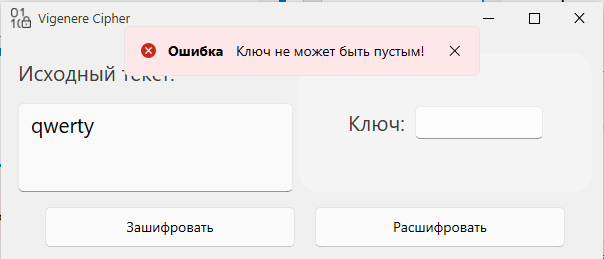 Vigenere Cipher
Ошибка Ключ не может быть пустым!
Исходный текст:
qwerty
Ключ:
Зашифровать
Расшифровать